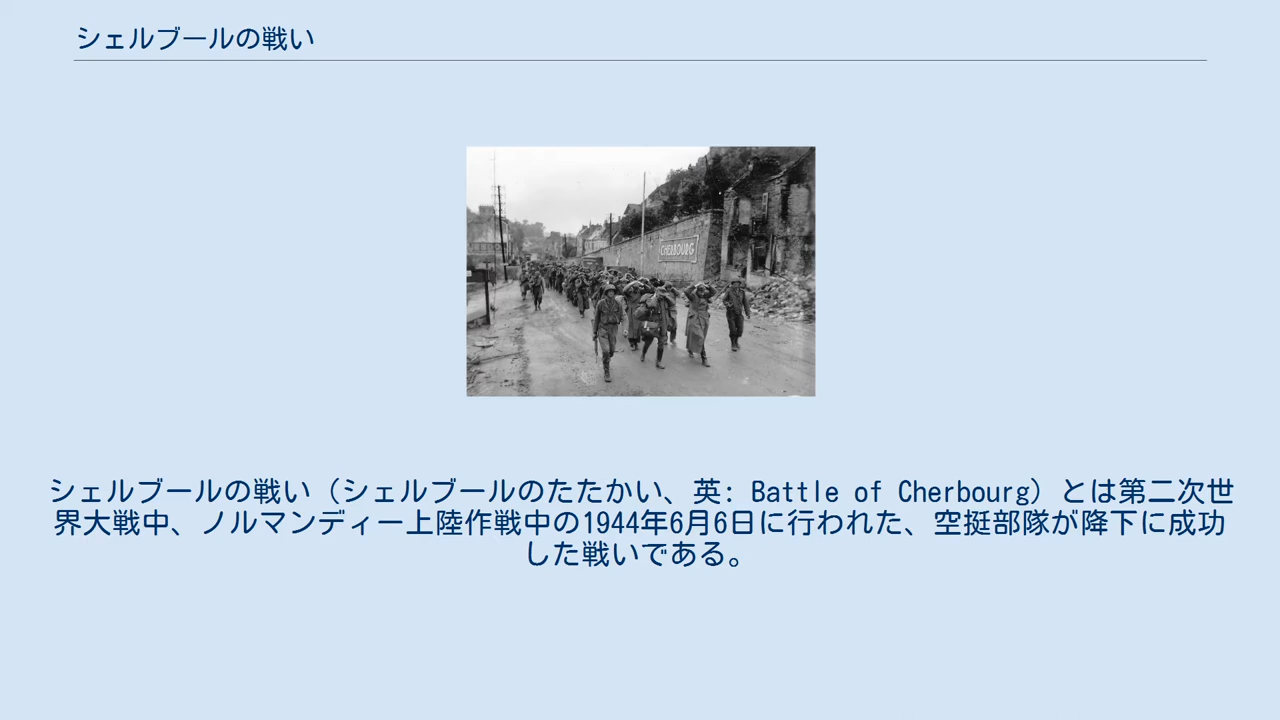 シェルブールの戦い
CHERBOURG
シェルブールの戦い（シェルブールのたたかい、英: Battle of Cherbourg）とは第二次世
界大戦中、ノルマンディー上陸作戦中の1944年6月6日に行われた、空挺部隊が降下に成功
した戦いである。